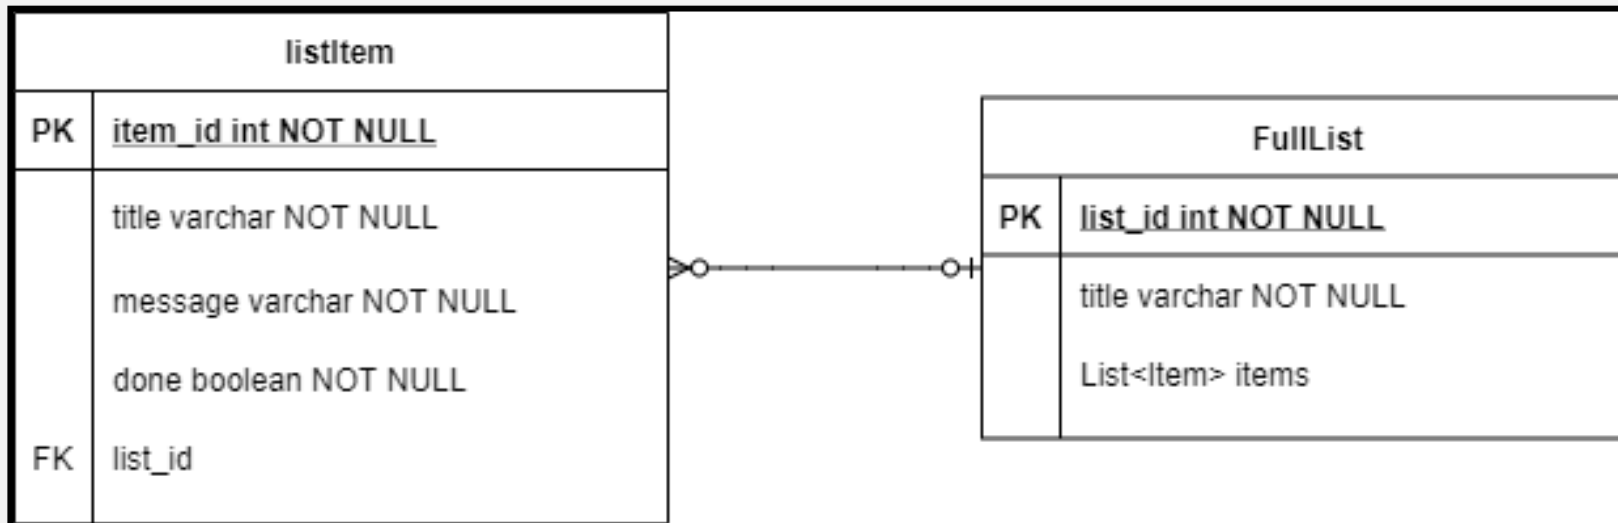 listItem
PK item_id int NOT NULL
title varchar NOT NULL
message varchar NOT NULL
done boolean NOT NULL
FK list_id
FullList
PK list_id int NOT NULL
title varchar NOT NULL
List<Item> items